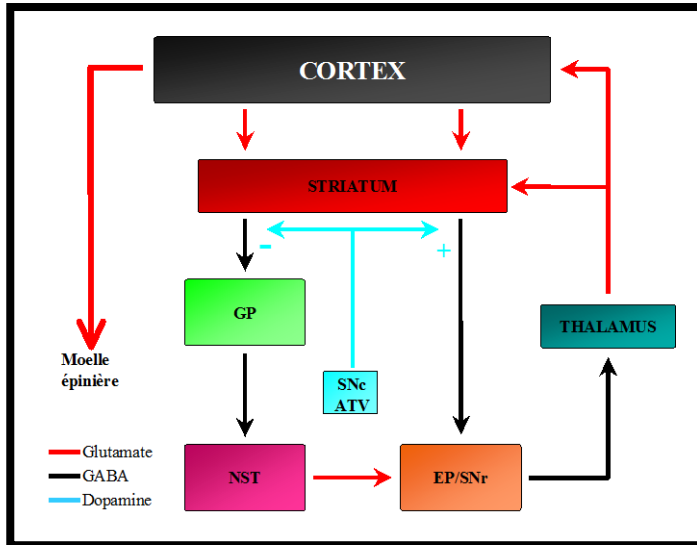 CORTEX
STRIATUM
-
+
GP
THALAMUS
Moelle
épinière
SNc
ATV
Glutamate
GABA
Dopamine
NST
EP/SNr